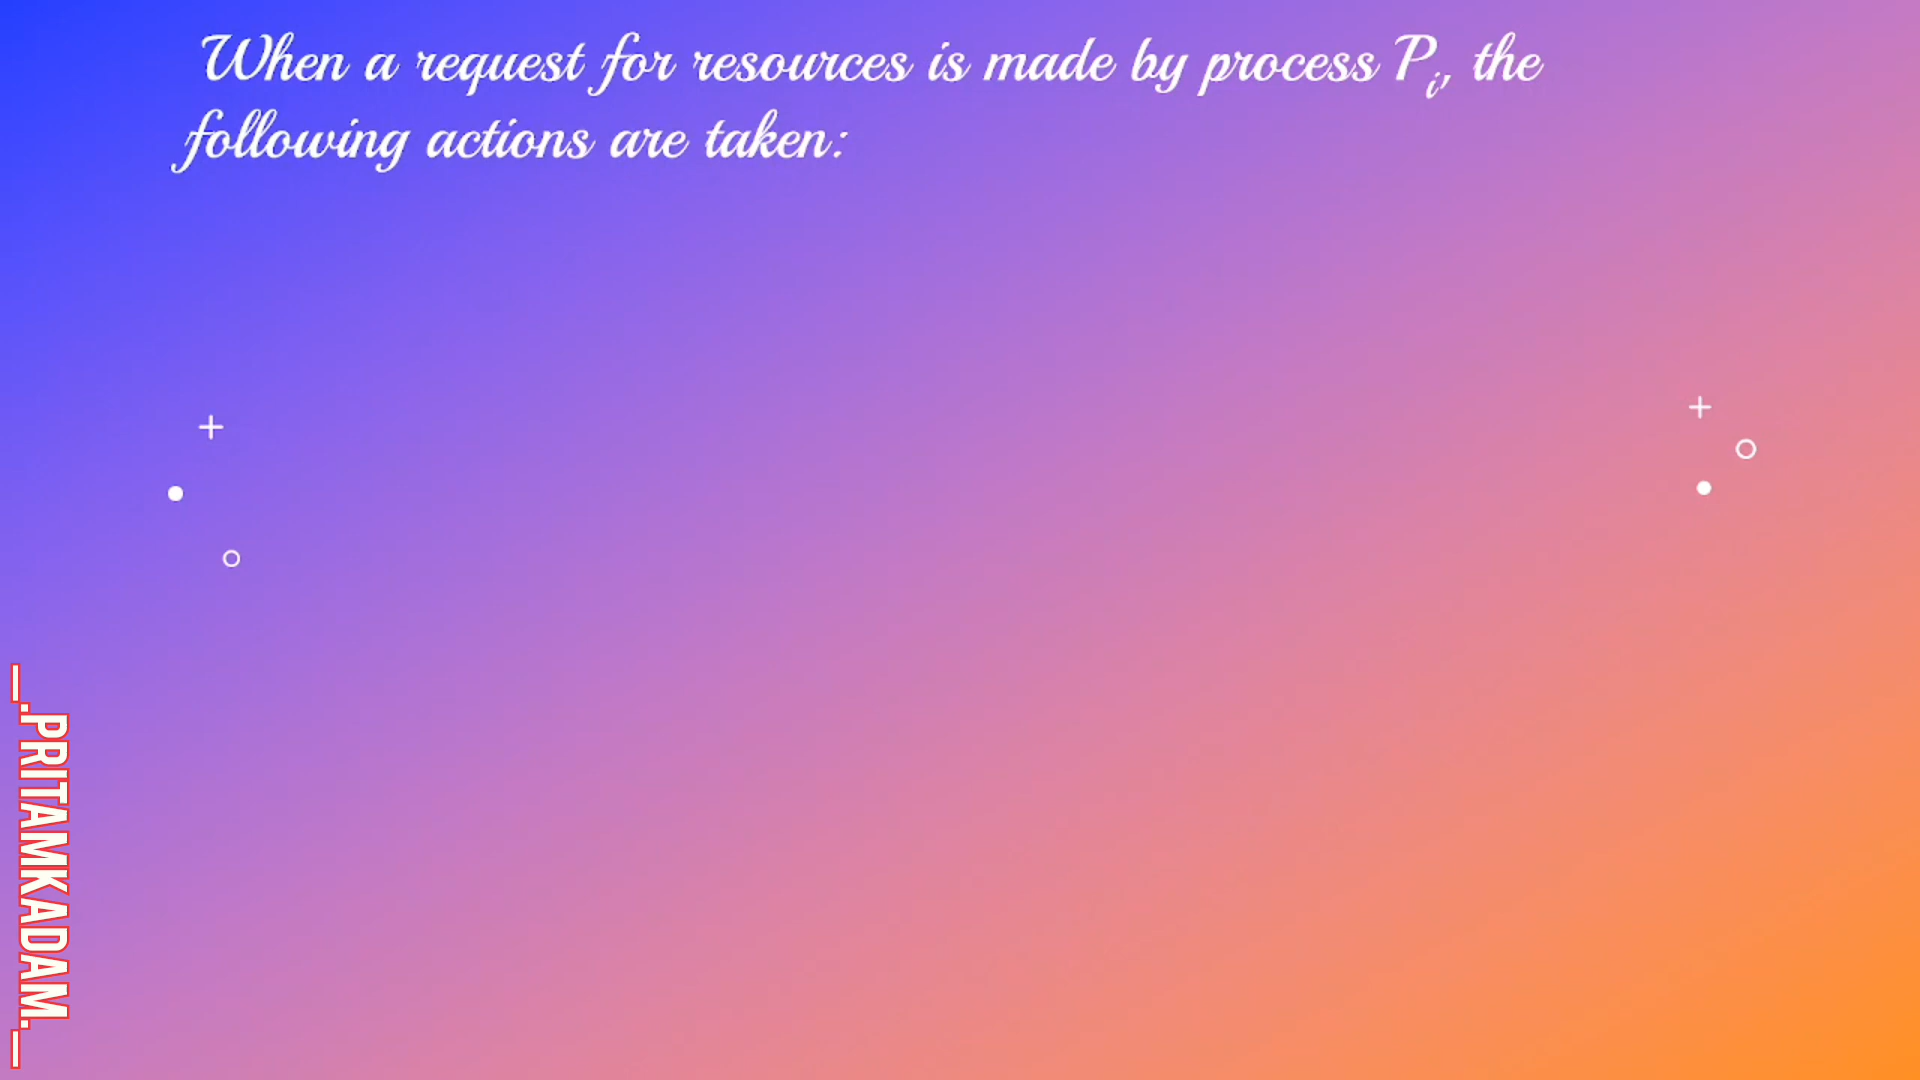 When a request for resources is made by process Pi, the
following actions are taken:
_.PRITAMKADAM._